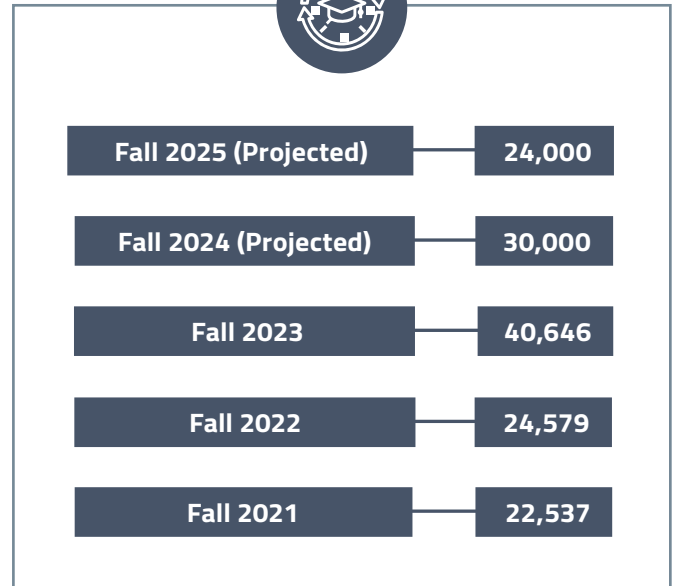 Fall 2025 (Projected) 24,000
Fall 2024 (Projected) 30,000
Fall 2023 40,646
Fall 2022 24,579
Fall 2021 22,537